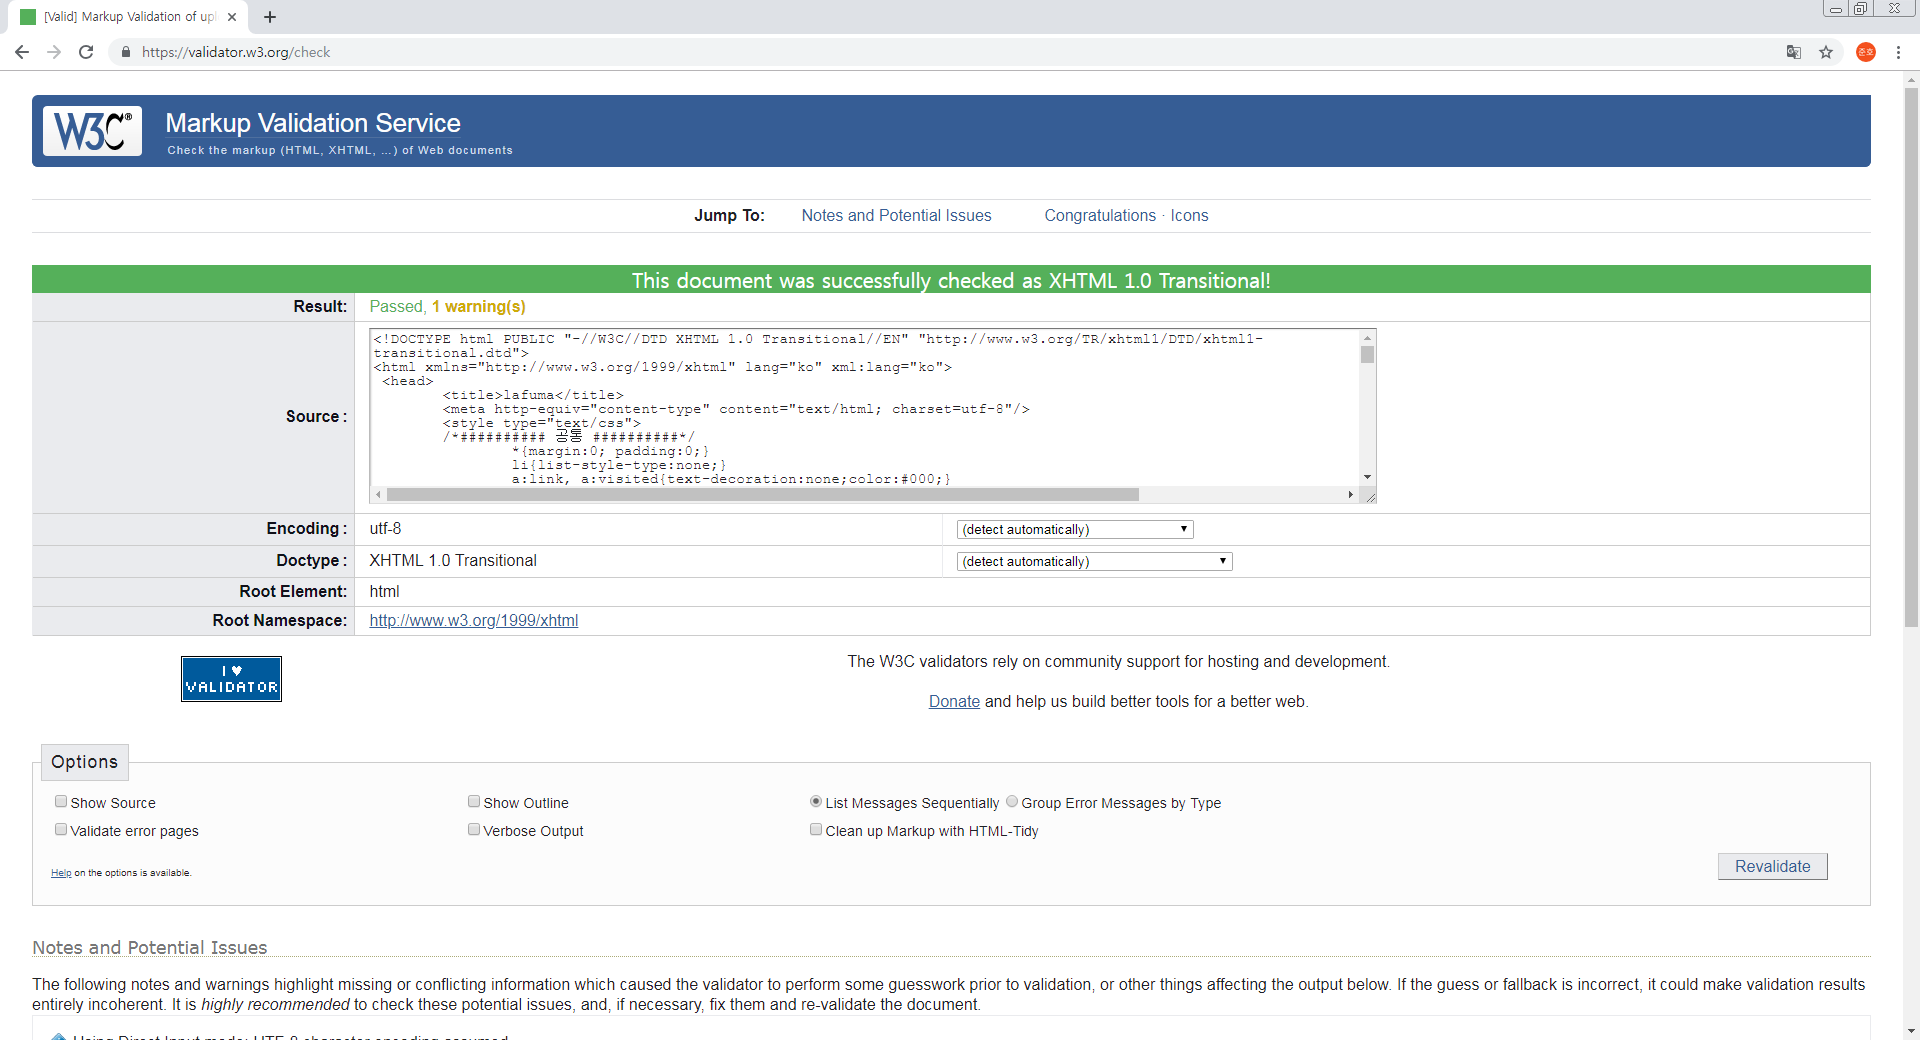 [Valid] Markup Validation of upl
https://validator.w3.org/check
준호
W3C®
Markup Validation Service
Check the markup (HTML, XHTML, …) of Web documents
Jump To: Notes and Potential Issues Congratulations · Icons
This document was successfully checked as XHTML 1.0 Transitional!
Result: Passed, 1 warning(s)
Source :
<!DOCTYPE html PUBLIC "-//W3C//DTD XHTML 1.0 Transitional//EN" "http://www.w3.org/TR/xhtml1/DTD/xhtml1-
transitional.dtd">
<html xmlns="http://www.w3.org/1999/xhtml" lang="ko" xml:lang="ko">
<head>
<title>lafuma</title>
<meta http-equiv="content-type" content="text/html; charset=utf-8"/>
<style type="text/css">
/*########## 공통 ##########*/
*{margin:0; padding:0;}
li{list-style-type:none;}
a:link, a:visited{text-decoration:none;color:#000;}
Encoding : utf-8 (detect automatically)
Doctype : XHTML 1.0 Transitional (detect automatically)
Root Element: html
Root Namespace: http://www.w3.org/1999/xhtml
I ♥
VALIDATOR
The W3C validators rely on community support for hosting and development.
Donate and help us build better tools for a better web.
Options
Show Source Show Outline List Messages Sequentially Group Error Messages by Type
Validate error pages Verbose Output Clean up Markup with HTML-Tidy
Help on the options is available.
Revalidate
Notes and Potential Issues
The following notes and warnings highlight missing or conflicting information which caused the validator to perform some guesswork prior to validation, or other things affecting the output below. If the guess or fallback is incorrect, it could make validation results
entirely incoherent. It is highly recommended to check these potential issues, and, if necessary, fix them and re-validate the document.
Using Direct Input mode: UTF-8 character encoding assumed